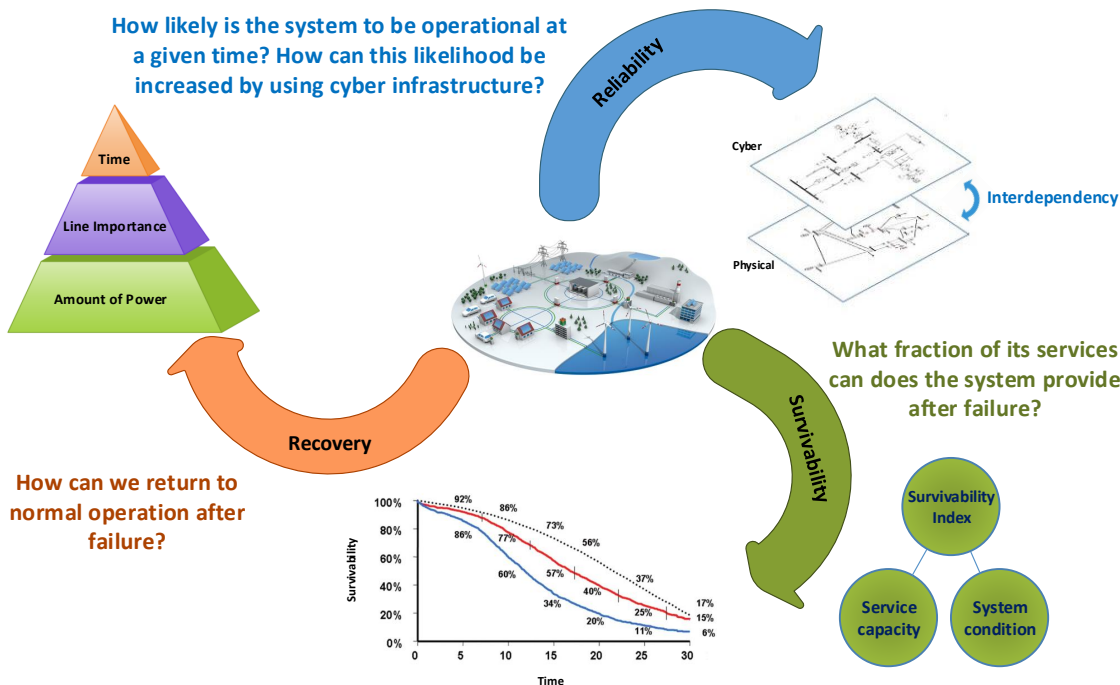 How likely is the system to be operational at
a given time? How can this likelihood be
increased by using cyber infrastructure?
Reliability
Time
Line Importance
Amount of Power
Cyber
Interdependency
Physical
What fraction of its services
can does the system provide
after failure?
Survivability
Recovery
How can we return to
normal operation after
failure?
Survivability
Index
Service
capacity
System
condition
Survivability
100%
80%
60%
40%
20%
0%
92%
86%
73%
56%
37%
17%
86%
77%
57%
40%
25%
15%
60%
34%
20%
11%
6%
0
5
10
15
20
25
30
Time